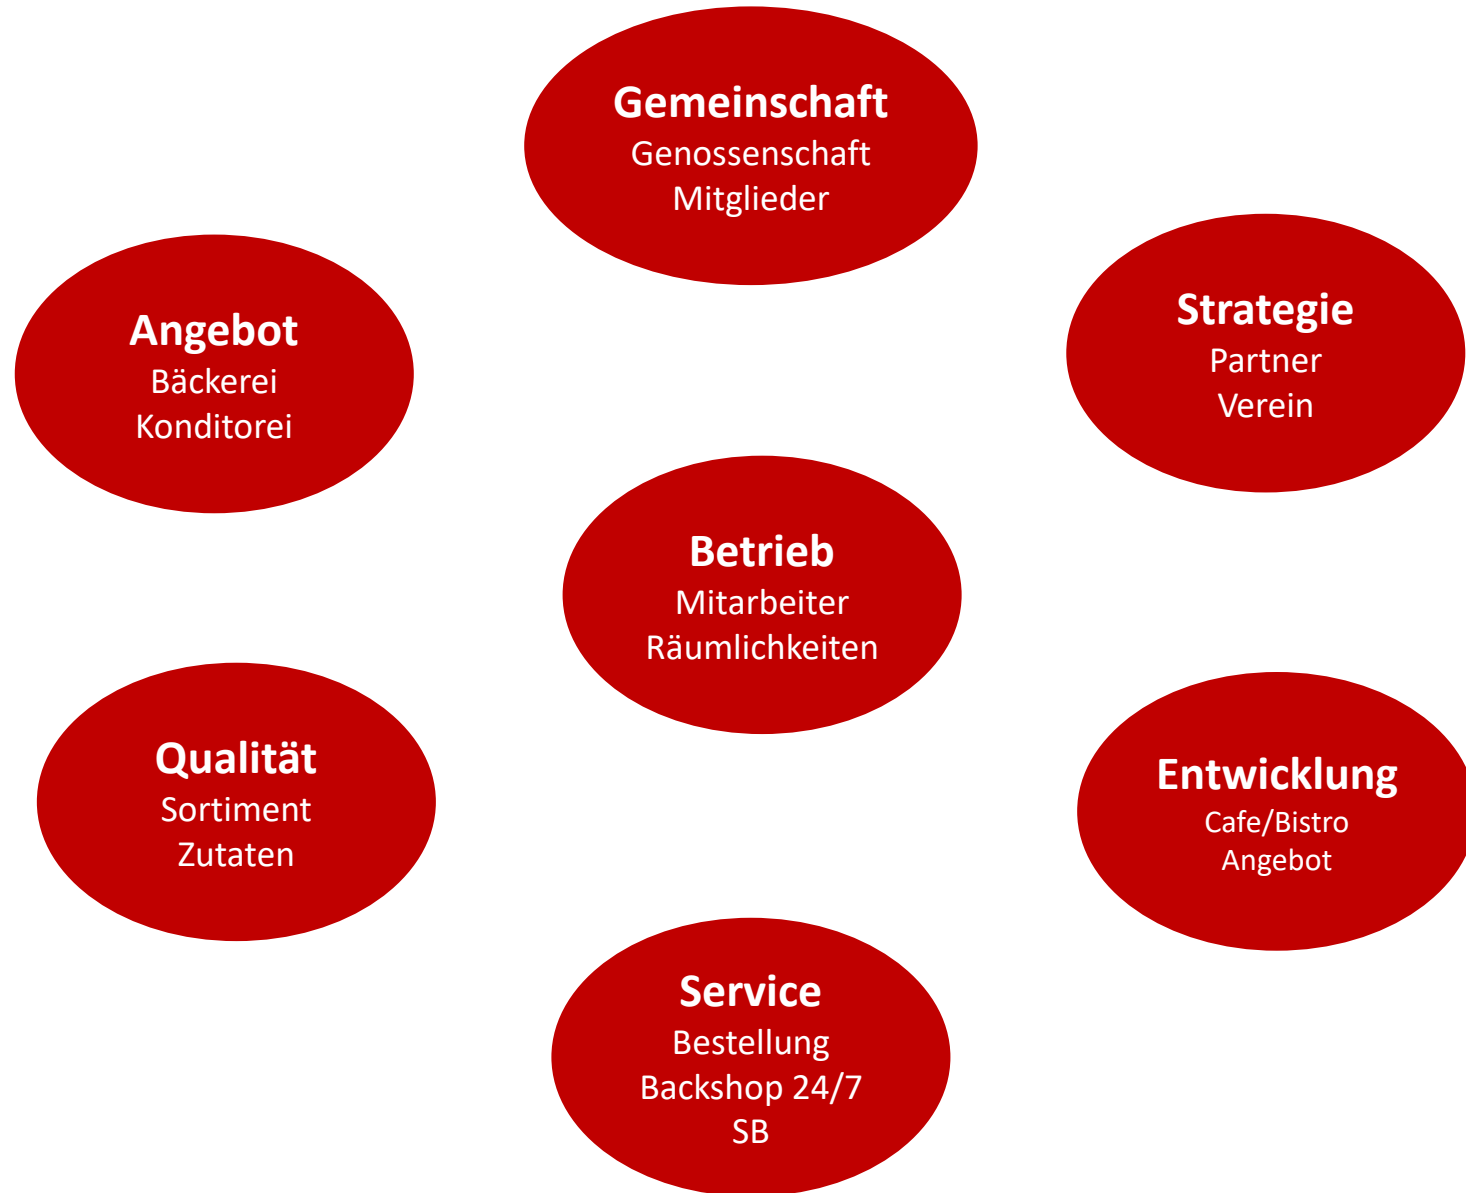 Gemeinschaft
Genossenschaft
Mitglieder
Angebot
Bäckerei
Konditorei
Strategie
Partner
Verein
Betrieb
Mitarbeiter
Räumlichkeiten
Qualität
Sortiment
Zutaten
Entwicklung
Cafe/Bistro
Angebot
Service
Bestellung
Backshop 24/7
SB